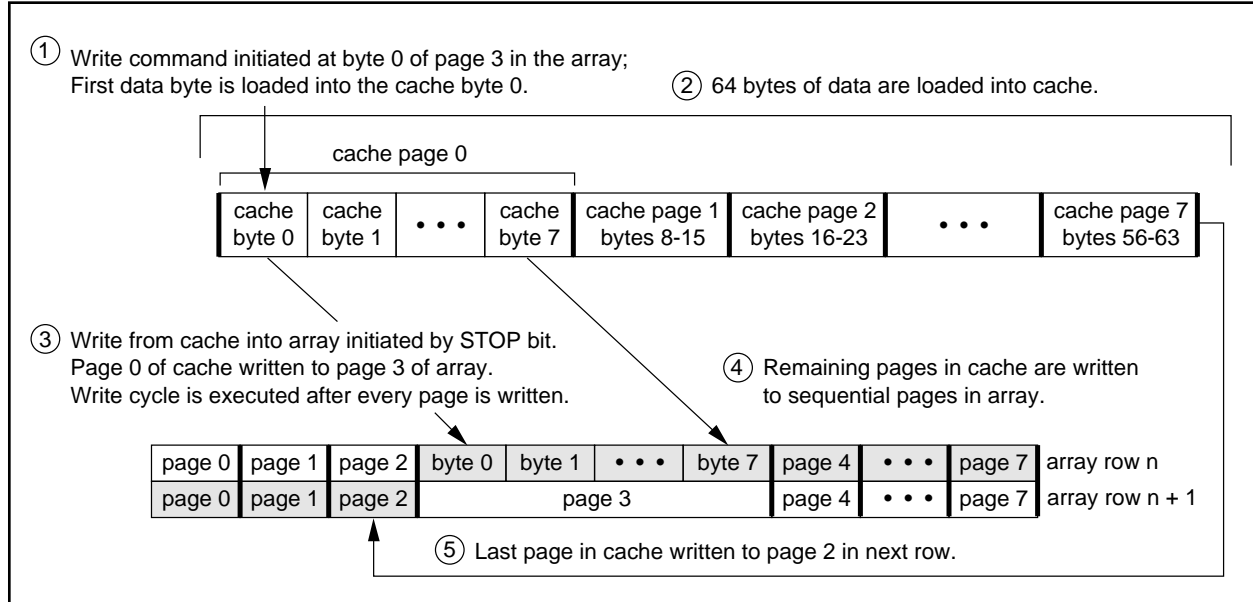 ① Write command initiated at byte 0 of page 3 in the array;
First data byte is loaded into the cache byte 0.
② 64 bytes of data are loaded into cache.
cache page 0
cache byte 0
cache byte 1
• • •
cache byte 7
cache page 1 bytes 8-15
cache page 2 bytes 16-23
• • •
cache page 7 bytes 56-63
③ Write from cache into array initiated by STOP bit.
Page 0 of cache written to page 3 of array.
Write cycle is executed after every page is written.
④ Remaining pages in cache are written
to sequential pages in array.
page 0 page 1 page 2 byte 0 byte 1 • • • byte 7 page 4 • • • page 7 array row n
page 0 page 1 page 2 page 3 page 4 • • • page 7 array row n + 1
⑤ Last page in cache written to page 2 in next row.